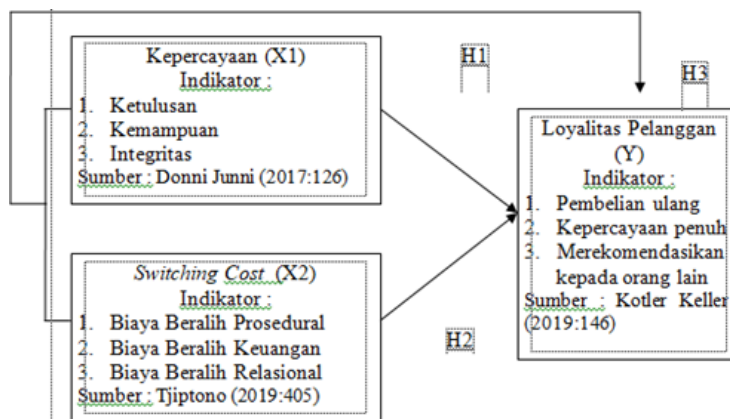 Kepercayaan (X1)
Indikator :
1. Ketulusan
2. Kemampuan
3. Integritas
Sumber : Donni Junni (2017:126)
H1
H3
Loyalitas Pelanggan
(Y)
Indikator :
1. Pembelian ulang
2. Kepercayaan penuh
3. Merekomendasikan
kepada orang lain
Sumber : Kotler Keller
(2019:146)
Switching Cost (X2)
Indikator :
1. Biaya Beralih Prosedural
2. Biaya Beralih Keuangan
3. Biaya Beralih Relasional
Sumber : Tjiptono (2019:405)
H2